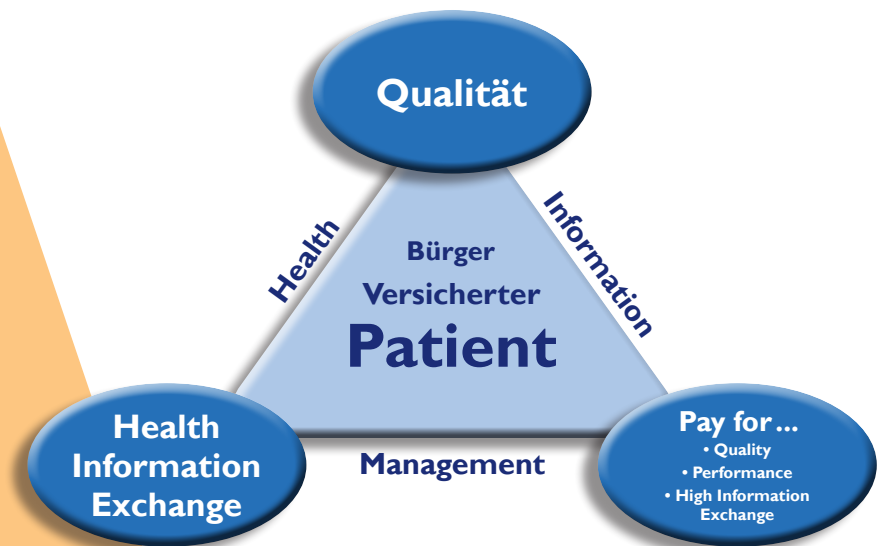 Qualität
Health
Information
Bürger
Versicherter
Patient
Health
Information
Exchange
Management
Pay for ...
• Quality
• Performance
• High Information
Exchange